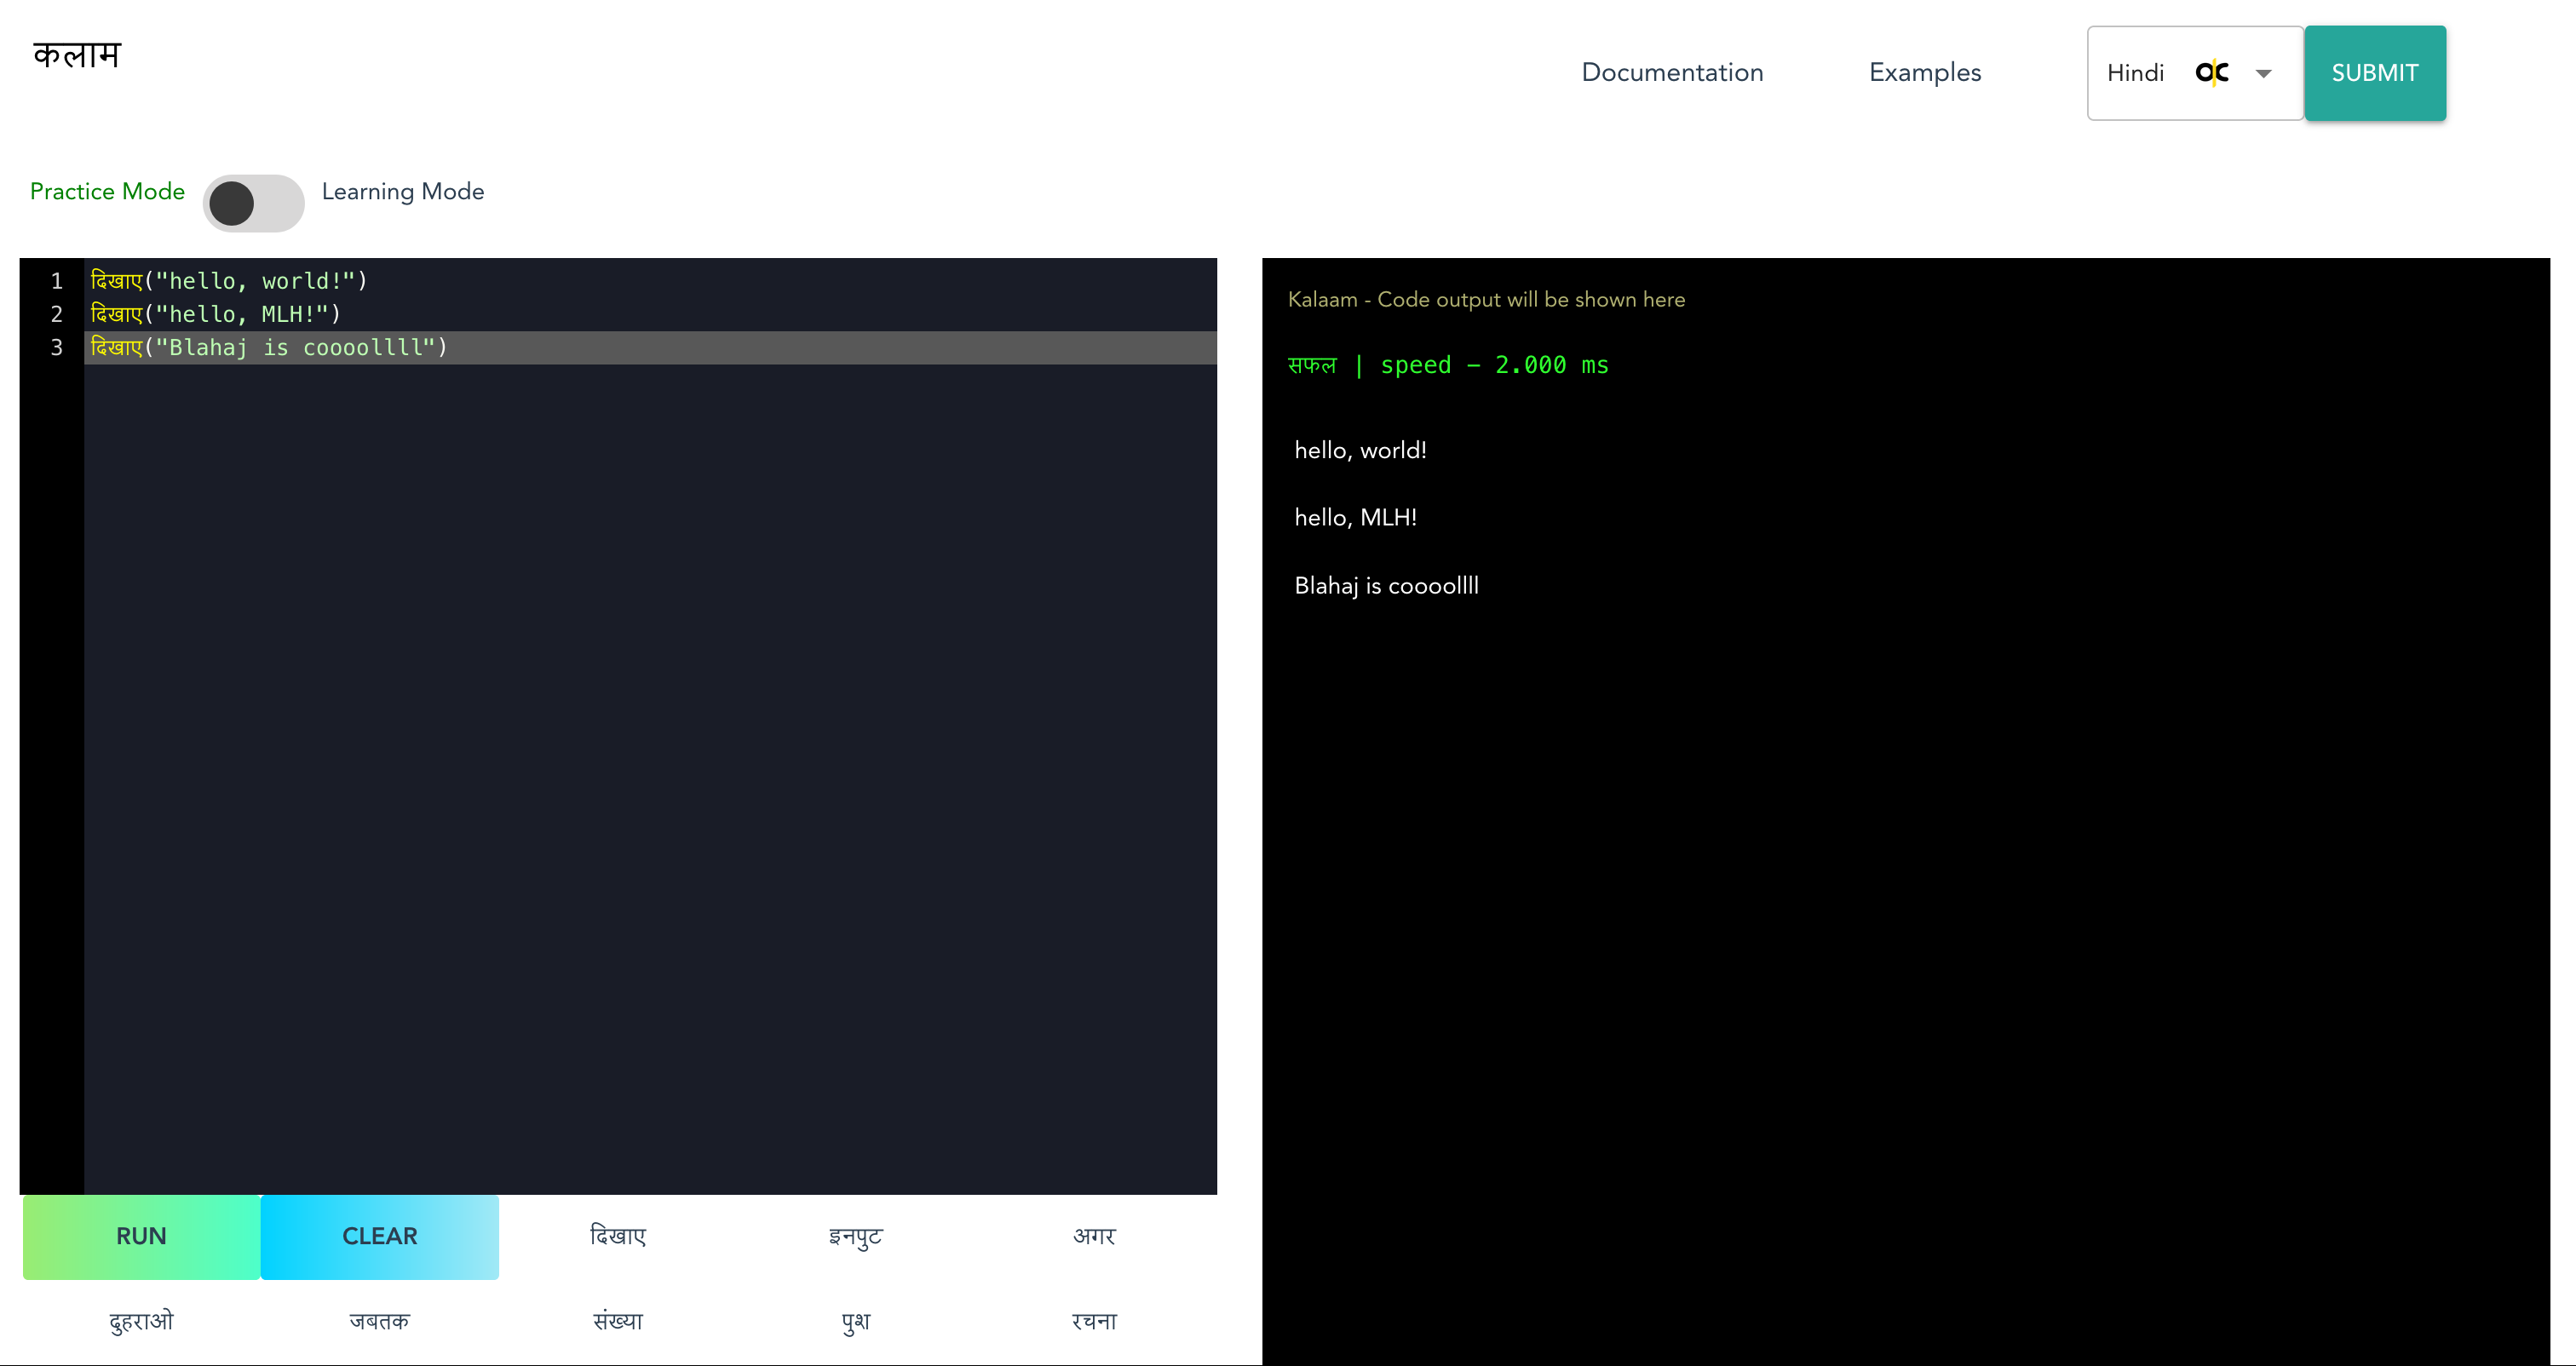 कलाम
Documentation Examples Hindi SUBMIT
Practice Mode Learning Mode
1 दिखाए("hello, world!")
2 दिखाए("hello, MLH!")
3 दिखाए("Blahaj is coooollll")
Kalaam - Code output will be shown here
सफल | speed - 2.000 ms
hello, world!
hello, MLH!
Blahaj is coooollll
RUN CLEAR दिखाए इनपुट अगर
दुहराओ जबतक संख्या पुश रचना